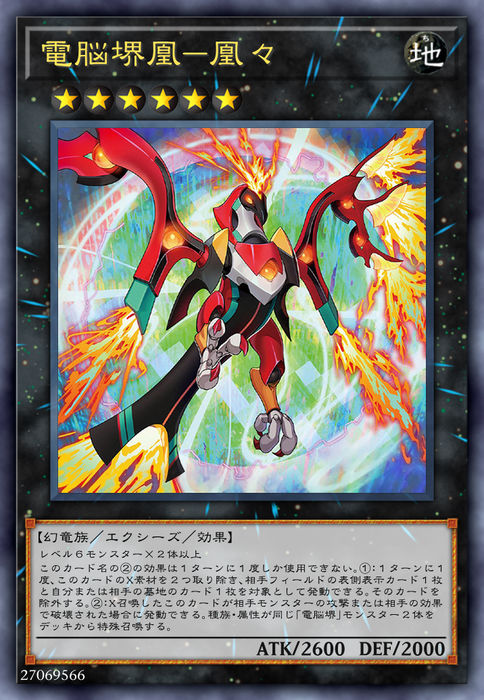 電脳堺凰－凰々
ち
地
【幻竜族／エクシーズ／効果】
レベル６モンスター×２体以上
このカード名の②の効果は１ターンに１度しか使用できない。①：１ターンに１
度、このカードのX素材を２つ取り除き、相手フィールドの表側表示カード１枚
と自分または相手の墓地のカード１枚を対象として発動できる。そのカードを
除外する。②：X召喚したこのカードが相手モンスターの攻撃または相手の効果
で破壊された場合に発動できる。種族・属性が同じ「電脳堺」モンスター２体を
デッキから特殊召喚する。
ATK/2600 DEF/2000
27069566